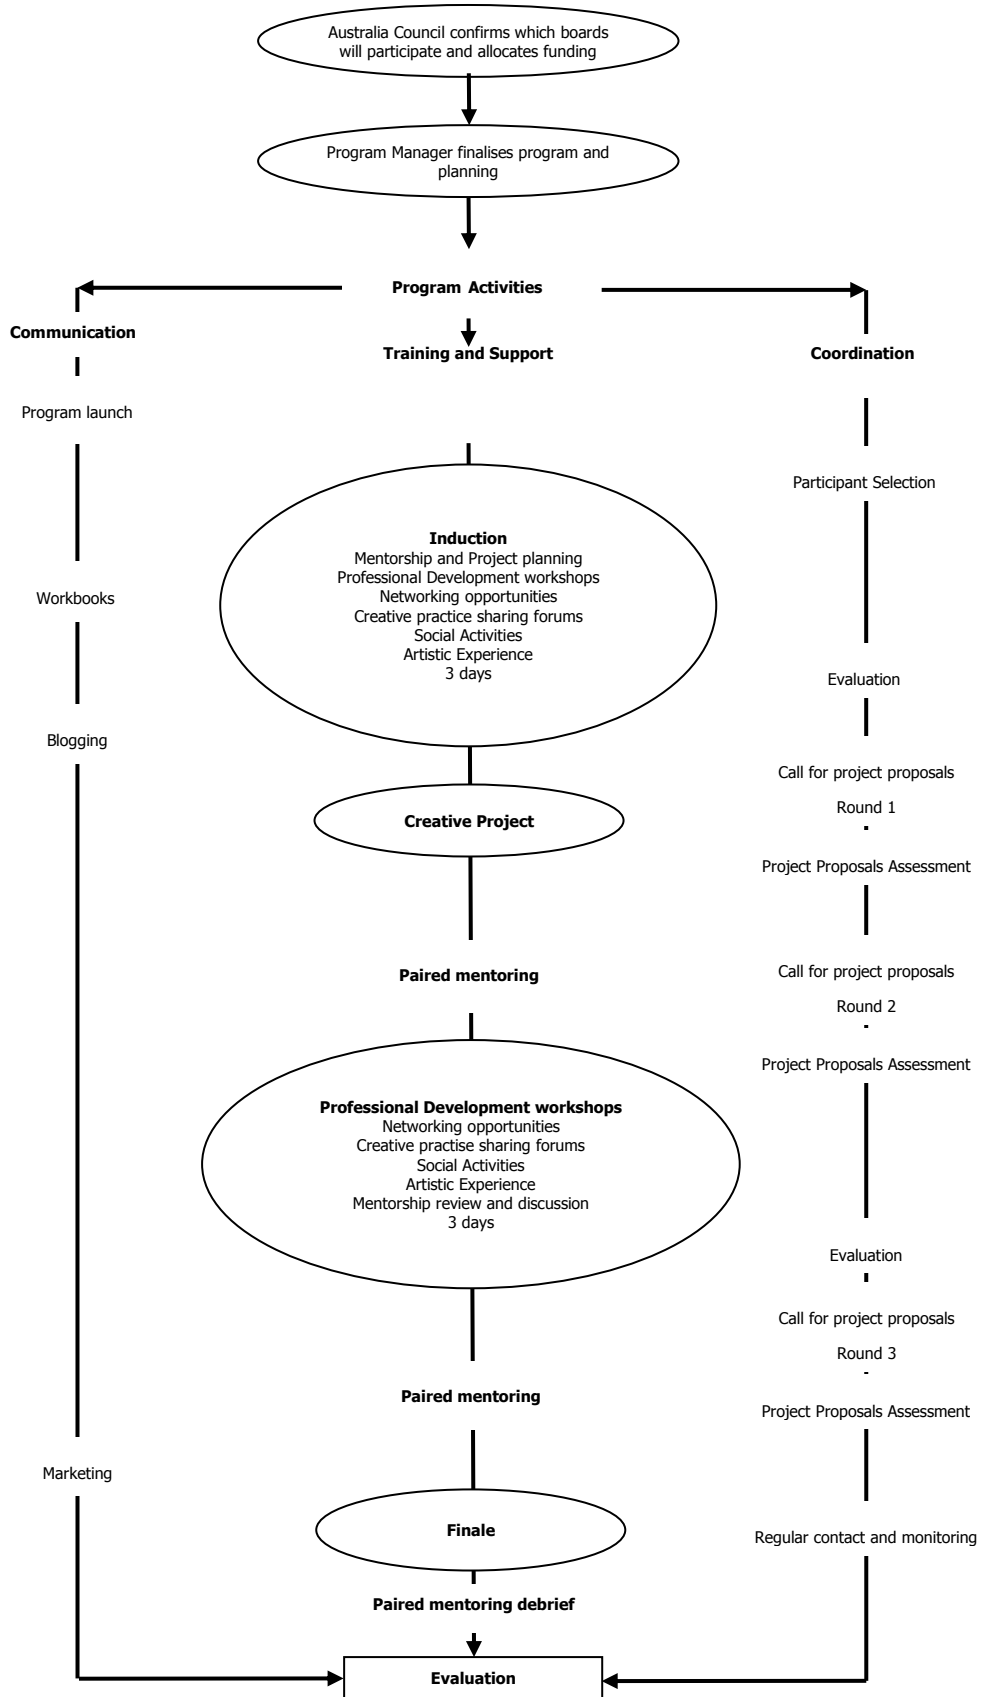 Australia Council confirms which boards
will participate and allocates funding
Program Manager finalises program and
planning
Program Activities
Communication
Program launch
Workbooks
Blogging
Marketing
Training and Support
Induction
Mentorship and Project planning
Professional Development workshops
Networking opportunities
Creative practice sharing forums
Social Activities
Artistic Experience
3 days
Creative Project
Paired mentoring
Professional Development workshops
Networking opportunities
Creative practise sharing forums
Social Activities
Artistic Experience
Mentorship review and discussion
3 days
Paired mentoring
Finale
Paired mentoring debrief
Coordination
Participant Selection
Evaluation
Call for project proposals
Round 1
Project Proposals Assessment
Call for project proposals
Round 2
Project Proposals Assessment
Evaluation
Call for project proposals
Round 3
Project Proposals Assessment
Regular contact and monitoring
Evaluation